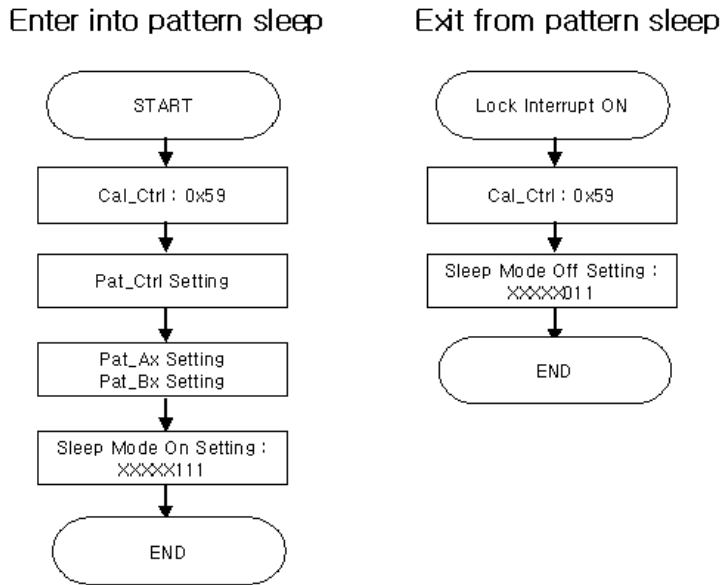 Enter into pattern sleep
START
Cal_Ctrl : 0x59
Pat_Ctrl Setting
Pat_Ax Setting
Pat_Bx Setting
Sleep Mode On Setting :
XXXXX111
END
Exit from pattern sleep
Lock Interrupt ON
Cal_Ctrl : 0x59
Sleep Mode Off Setting :
XXXXX011
END